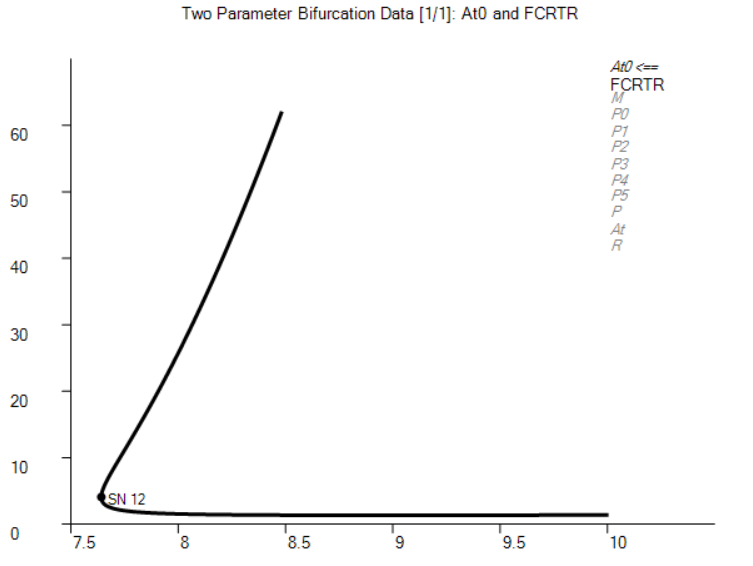 Two Parameter Bifurcation Data [1/1]: At0 and FCRTR
At0 <==
FCRTR
M
P0
P1
P2
P3
P4
P5
P
At
R
60
50
40
30
20
10
0
SN 12
7.5 8 8.5 9 9.5 10